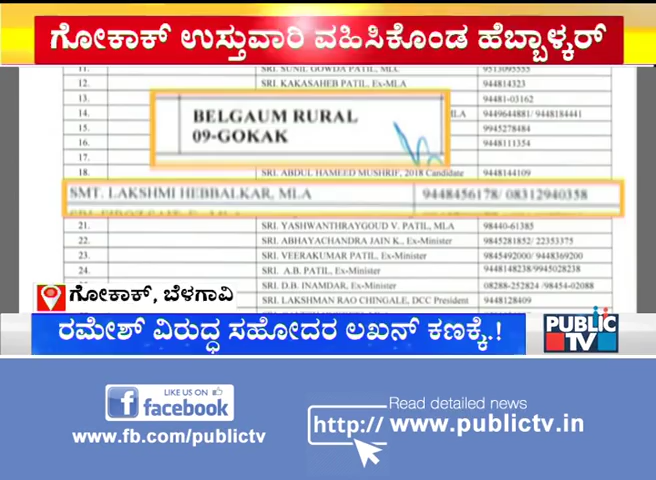 ಗೋಕಾಕ್ ಉಸ್ತುವಾರಿ ವಹಿಸಿಕೊಂಡ ಹೆಬ್ಬಾಳ್ಕರ್
11. SRI. SUNIL GOWDA PATIL, MLA 9513095555
12. SRI. KAKASAHEB PATIL, Ex-MLA 944814323
13. 94481-03162
BELGAUM RURAL
14. MLA 9449644881/ 9448184441
09-GOKAK
15. 9945278484
16. 9448111354
17.
18. SRI. ABDUL HAMEED MUSHRIF, 2018 Candidate 9448144109
SMT. LAKSHMI HEBBALKAR, MLA 9448456178/ 08312940358
21. SRI. YASHWANTHRAYGOUD V. PATIL, MLA 98440-61385
22. SRI. ABHAYACHANDRA JAIN K., Ex-Minister 9845281852/ 22353375
23. SRI. VEERAKUMAR PATIL, Ex-Minister 9845492000/ 9448369200
24 SRI. A.B. PATIL, Ex-Minister 9448148238/9945028238
SRI. D.B. INAMDAR, Ex-Minister 08288-252824 / 98454-02088
SRI. LAKSHMAN RAO CHINGALE, DCC President 9448128409
ಗೋಕಾಕ್, ಬೆಳಗಾವಿ
ರಮೇಶ್ ವಿರುದ್ಧ ಸಹೋದರ ಲಖನ್ ಕಣಕ್ಕೆ.!
PUBLIC
TV
LIKE US ON
facebook
www.fb.com/publictv
Read detailed news
http:// www.publictv.in